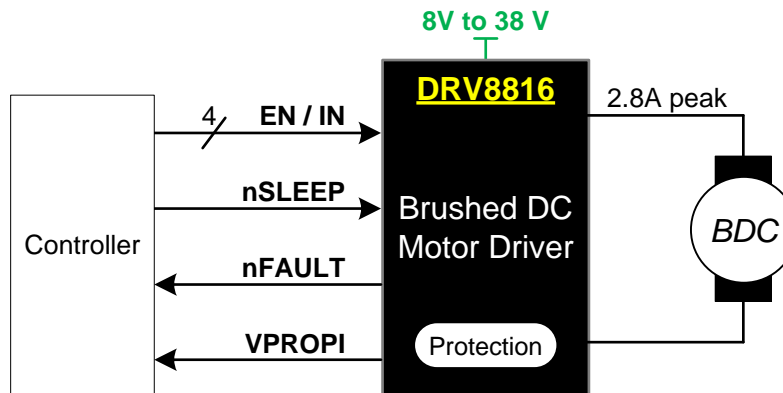 8V to 38 V
DRV8816
2.8A peak
4
EN / IN
nSLEEP
Controller
Brushed DC
Motor Driver
BDC
nFAULT
VPROPI
Protection